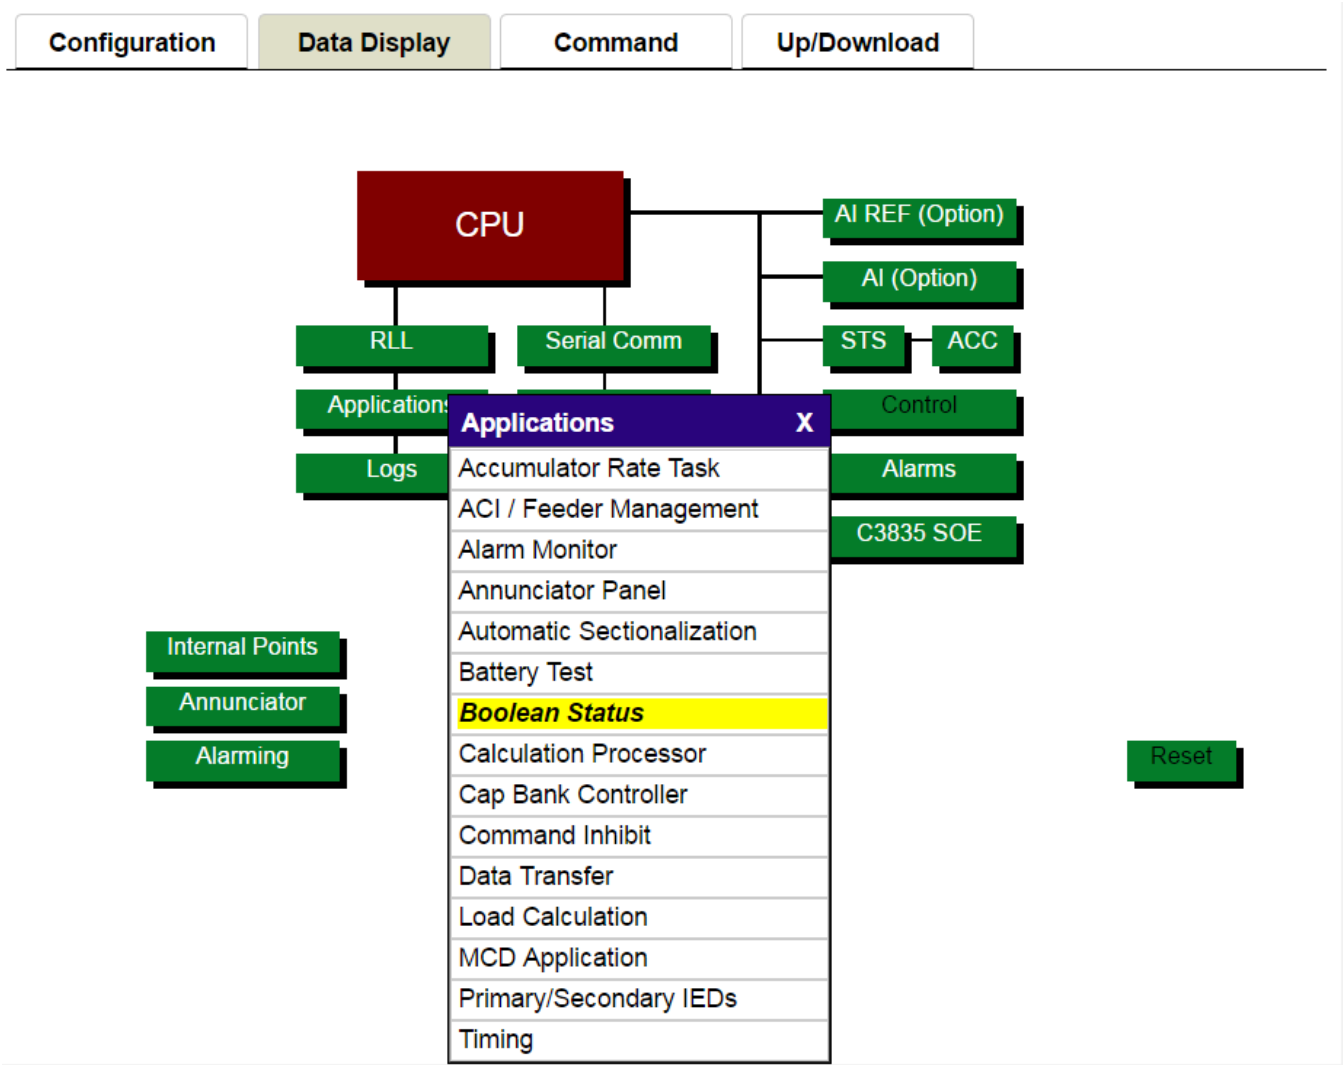 Configuration
Data Display
Command
Up/Download
CPU
AI REF (Option)
AI (Option)
RLL
Serial Comm
STS
ACC
Applications
Control
Logs
Alarms
C3835 SOE
Applications X
Accumulator Rate Task
ACI / Feeder Management
Alarm Monitor
Annunciator Panel
Automatic Sectionalization
Battery Test
Boolean Status
Calculation Processor
Cap Bank Controller
Command Inhibit
Data Transfer
Load Calculation
MCD Application
Primary/Secondary IEDs
Timing
Internal Points
Annunciator
Alarming
Reset